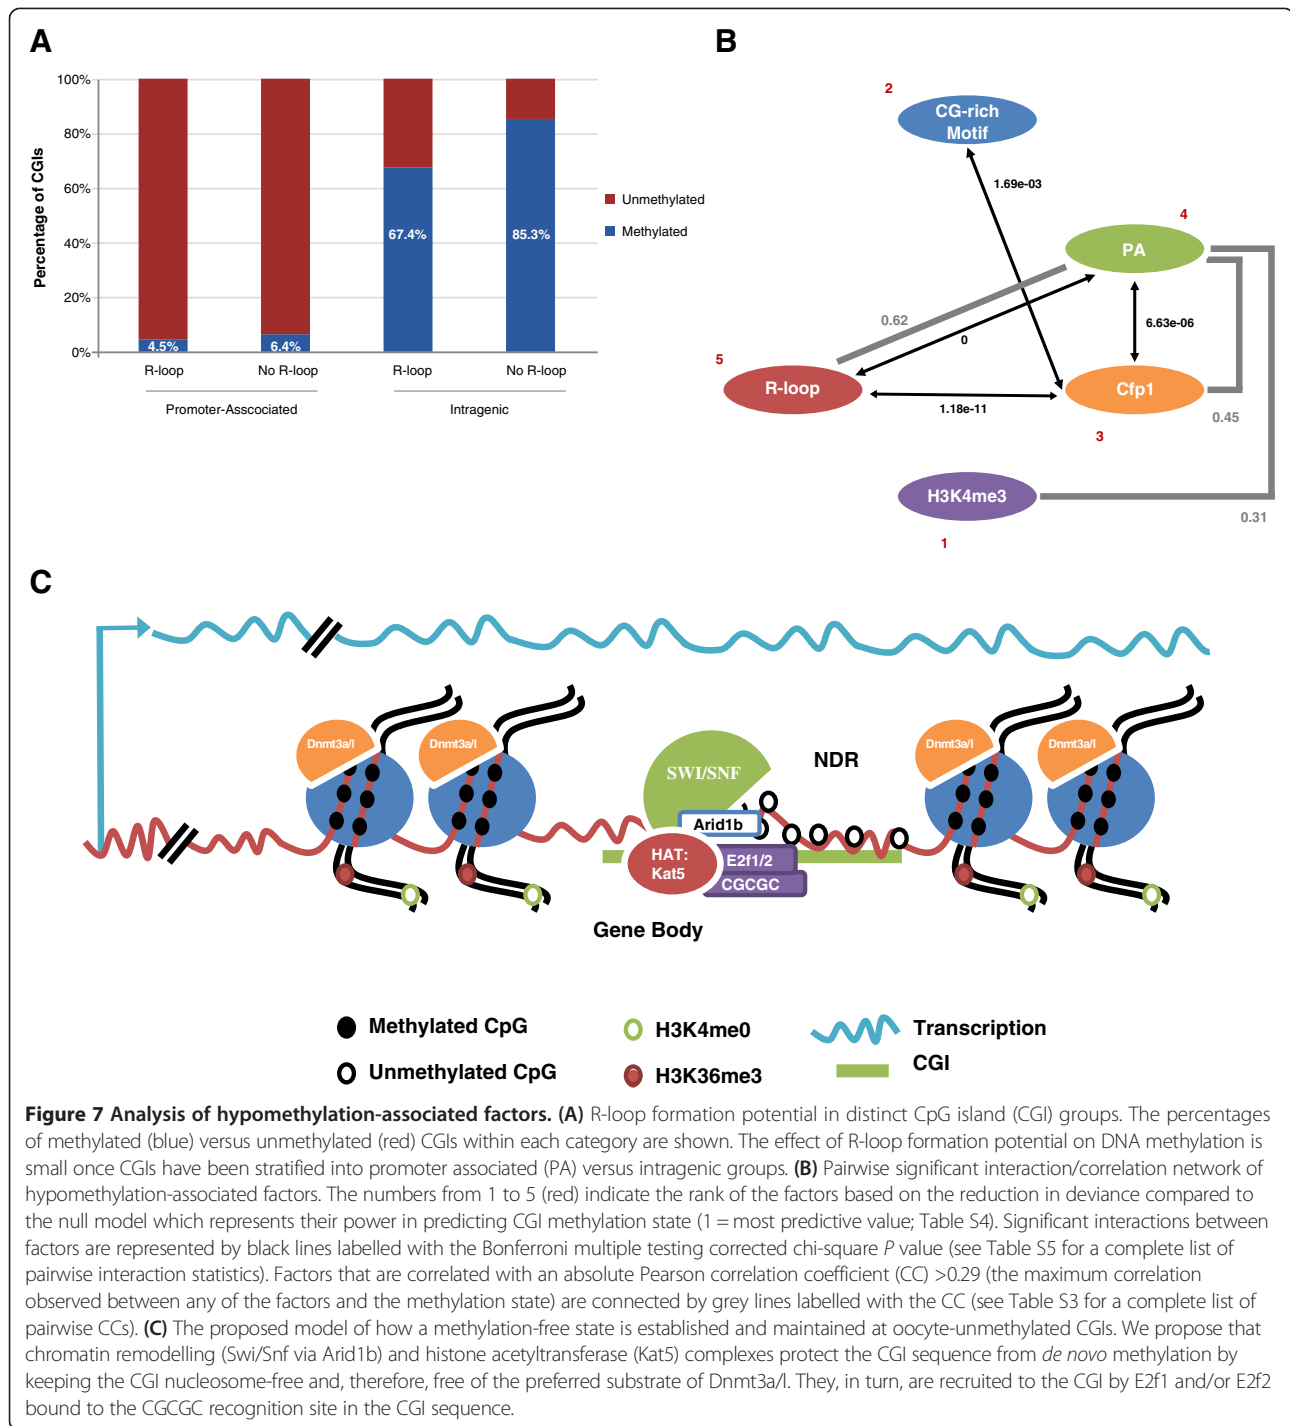 A
100%
80%
60%
40%
20%
0%
Percentage of CGIs
4.5%
6.4%
67.4%
85.3%
R-loop
No R-loop
R-loop
No R-loop
Promoter-Asscociated
Intragenic
Unmethylated
Methylated
B
2
CG-rich
Motif
1.69e-03
4
PA
0.62
0
6.63e-06
5
R-loop
1.18e-11
Cfp1
3
0.45
H3K4me3
1
0.31
C
Dnmt3a/l
Dnmt3a/l
SWI/SNF
NDR
Dnmt3a/l
Dnmt3a/l
Arid1b
HAT:
Kat5
E2f1/2
CGCGC
Gene Body
Methylated CpG
H3K4me0
Transcription
Unmethylated CpG
H3K36me3
CGI
Figure 7 Analysis of hypomethylation-associated factors. (A) R-loop formation potential in distinct CpG island (CGI) groups. The percentages
of methylated (blue) versus unmethylated (red) CGIs within each category are shown. The effect of R-loop formation potential on DNA methylation is
small once CGIs have been stratified into promoter associated (PA) versus intragenic groups. (B) Pairwise significant interaction/correlation network of
hypomethylation-associated factors. The numbers from 1 to 5 (red) indicate the rank of the factors based on the reduction in deviance compared to
the null model which represents their power in predicting CGI methylation state (1 = most predictive value; Table S4). Significant interactions between
factors are represented by black lines labelled with the Bonferroni multiple testing corrected chi-square P value (see Table S5 for a complete list of
pairwise interaction statistics). Factors that are correlated with an absolute Pearson correlation coefficient (CC) >0.29 (the maximum correlation
observed between any of the factors and the methylation state) are connected by grey lines labelled with the CC (see Table S3 for a complete list of
pairwise CCs). (C) The proposed model of how a methylation-free state is established and maintained at oocyte-unmethylated CGIs. We propose that
chromatin remodelling (Swi/Snf via Arid1b) and histone acetyltransferase (Kat5) complexes protect the CGI sequence from de novo methylation by
keeping the CGI nucleosome-free and, therefore, free of the preferred substrate of Dnmt3a/l. They, in turn, are recruited to the CGI by E2f1 and/or E2f2
bound to the CGCGC recognition site in the CGI sequence.